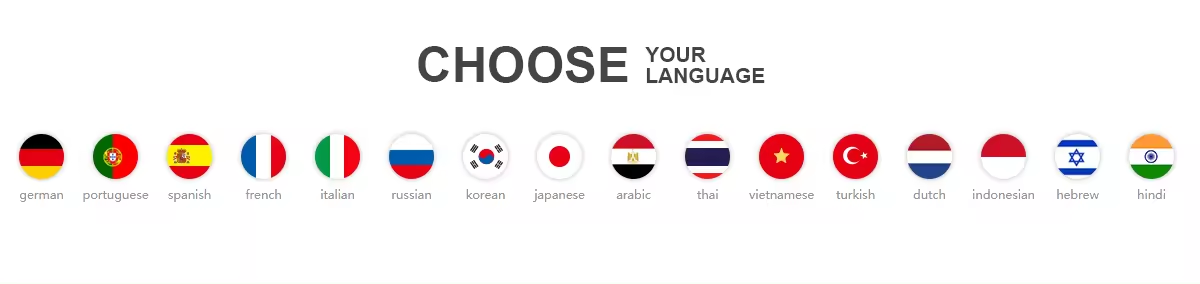 CHOOSE YOUR
LANGUAGE
german portuguese spanish french italian russian korean japanese arabic thai vietnamese turkish dutch indonesian hebrew hindi